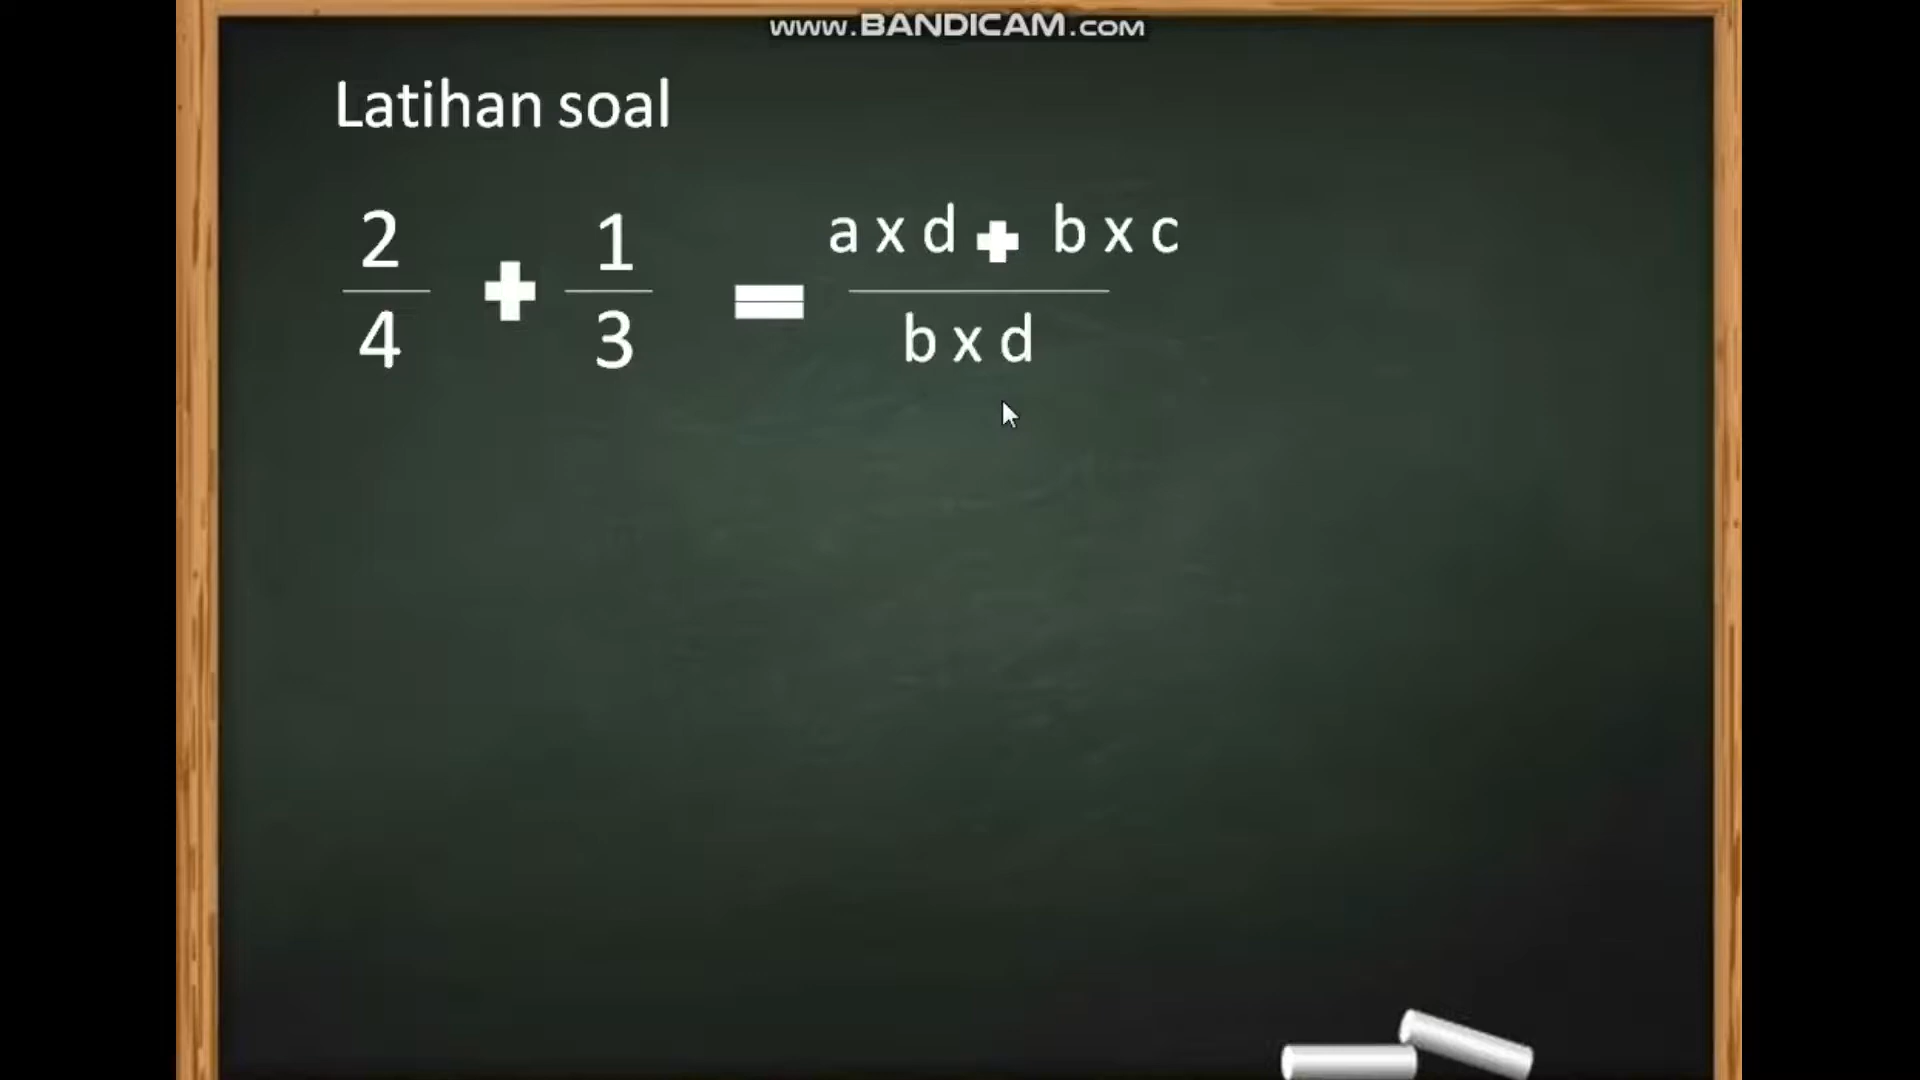 www.BANDICAM.com
Latihan soal
2/4 + 1/3 = a x d + b x c / b x d